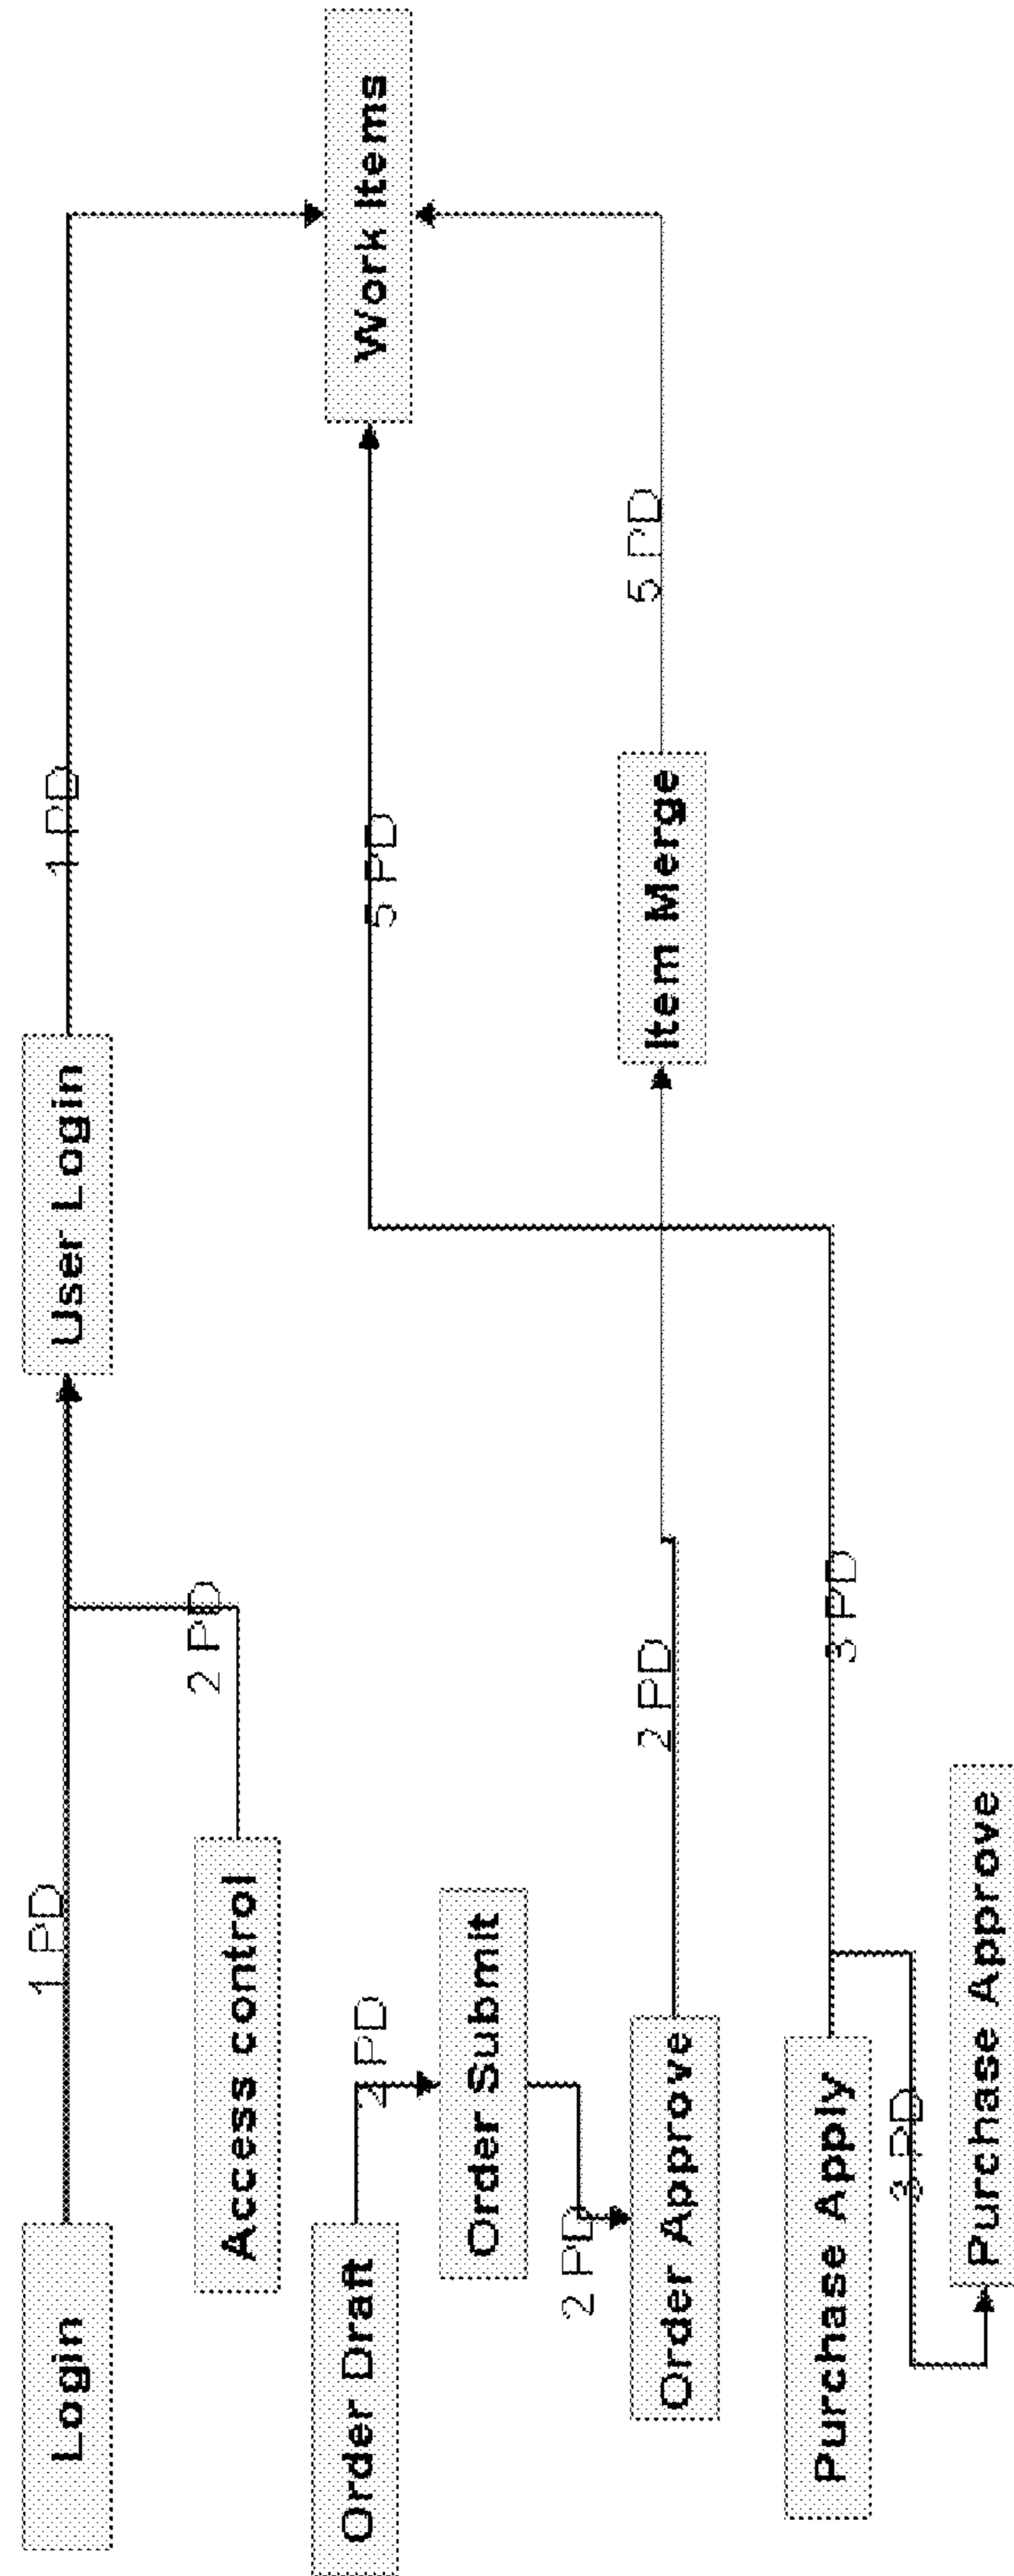 Login
1 PD
User Login
1 PD
Access control
2 PD
Work Items
Order Draft
2 PD
Order Submit
5 PD
2 PD
Order Approve
2 PD
Item Merge
5 PD
Purchase Apply
3 PD
3 PD
Purchase Approve